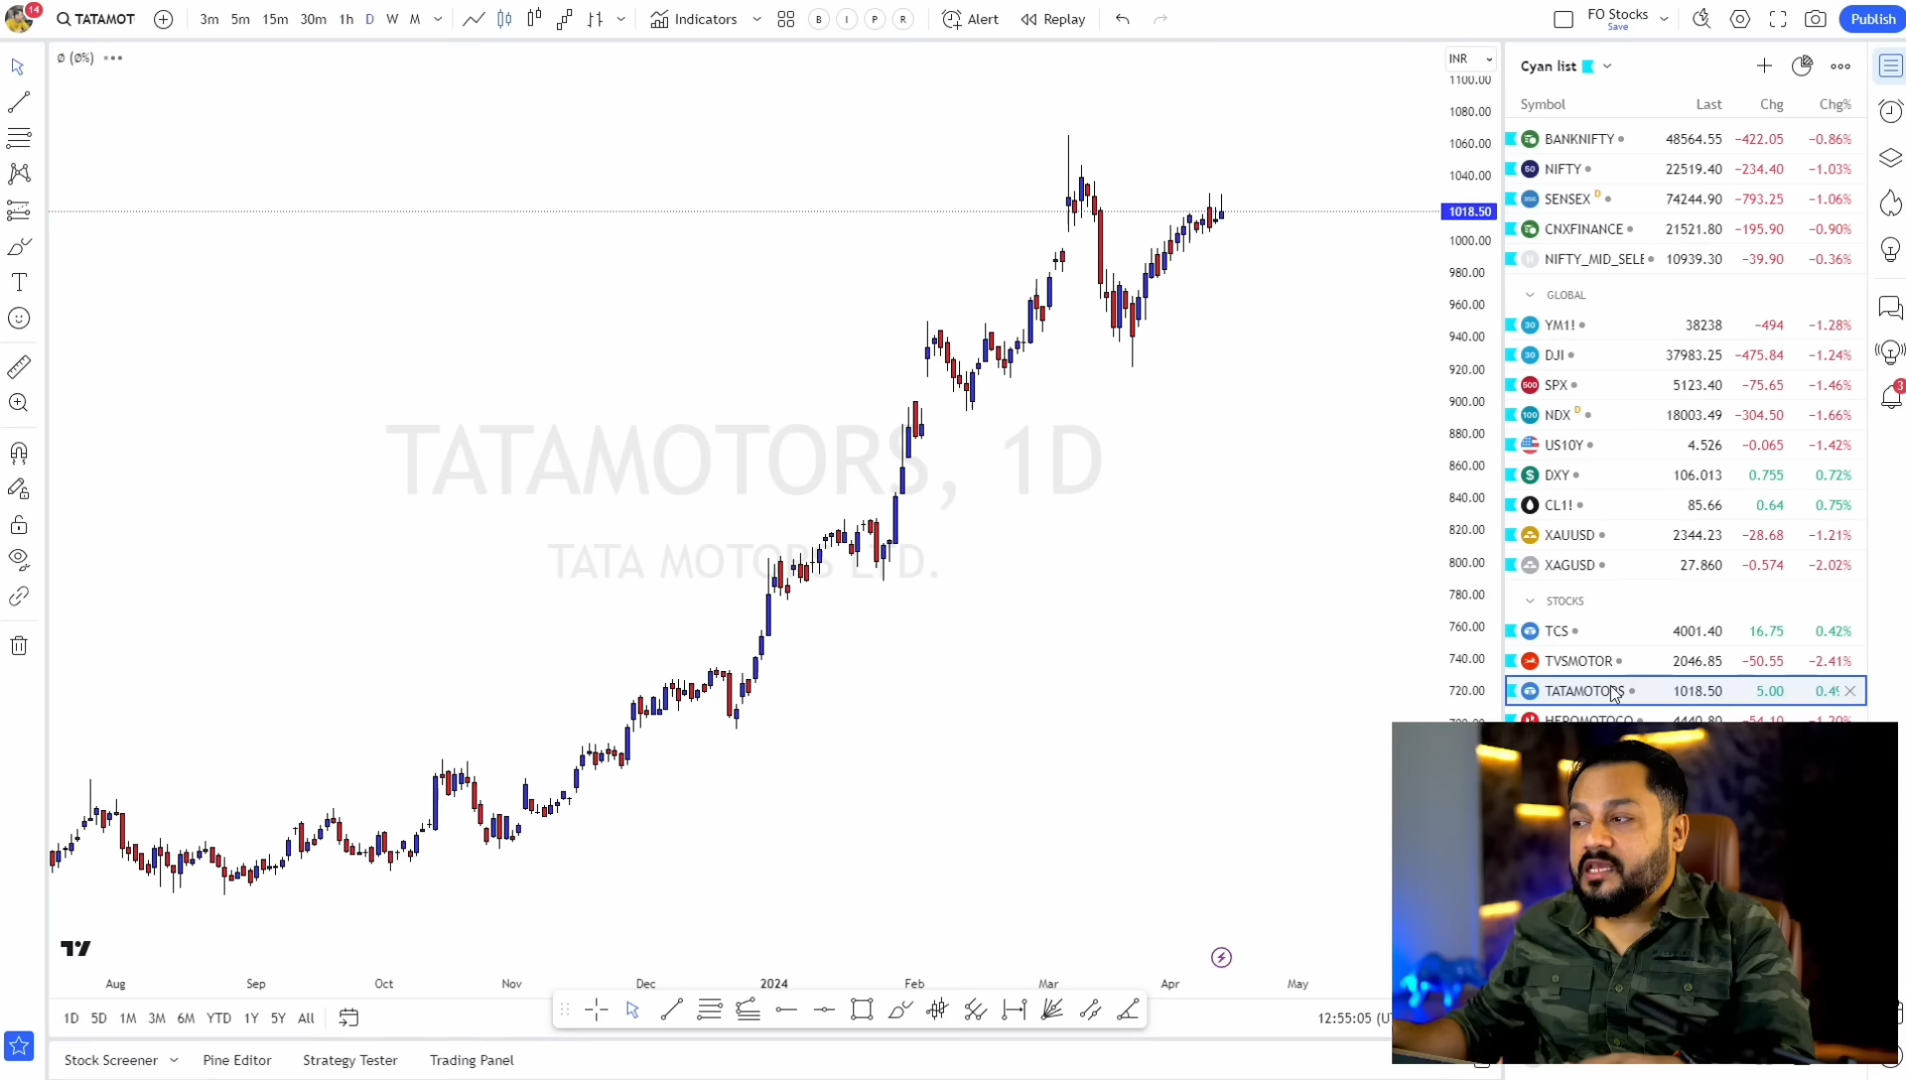 14
TATAMOT
3m 5m 15m 30m 1h D W M
Indicators
B I P R
Alert
Replay
FO Stocks
Save
Publish
Ø (0%)
INR
1100.00
1080.00
1060.00
1040.00
1018.50
1000.00
980.00
960.00
940.00
920.00
900.00
880.00
860.00
840.00
820.00
800.00
780.00
760.00
740.00
720.00
TATAMOTORS, 1D
TATA MOTORS LTD.
Cyan list
Symbol Last Chg Chg%
BANKNIFTY 48564.55 −422.05 −0.86%
NIFTY 22519.40 −234.40 −1.03%
SENSEX D 74244.90 −793.25 −1.06%
CNXFINANCE 21521.80 −195.90 −0.90%
NIFTY_MID_SELE 10939.30 −39.90 −0.36%
GLOBAL
YM1! 38238 −494 −1.28%
DJI 37983.25 −475.84 −1.24%
SPX 5123.40 −75.65 −1.46%
NDX D 18003.49 −304.50 −1.66%
US10Y 4.526 −0.065 −1.42%
DXY 106.013 0.755 0.72%
CL1! 85.66 0.64 0.75%
XAUUSD 2344.23 −28.68 −1.21%
XAGUSD 27.860 −0.574 −2.02%
STOCKS
TCS 4001.40 16.75 0.42%
TVSMOTOR 2046.85 −50.55 −2.41%
TATAMOTORS 1018.50 5.00 0.49
HEROMOTOCO 4440.80 −54.10 −1.20%
3
Aug Sep Oct Nov Dec 2024 Feb Mar Apr May
1D 5D 1M 3M 6M YTD 1Y 5Y All
12:55:05 (U
Stock Screener Pine Editor Strategy Tester Trading Panel